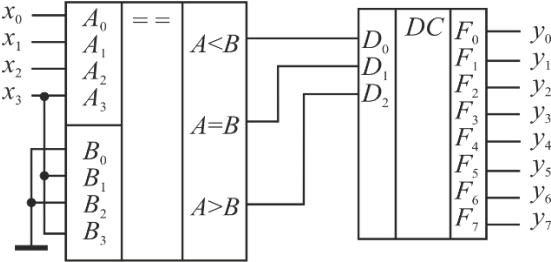 x₀ A₀ == A<B D₀ DC F₀ y₀
x₁ A₁ D₁ F₁ y₁
x₂ A₂ D₂ F₂ y₂
x₃ A₃ F₃ y₃
A=B F₄ y₄
B₀ F₅ y₅
B₁ F₆ y₆
B₂ A>B F₇ y₇
B₃